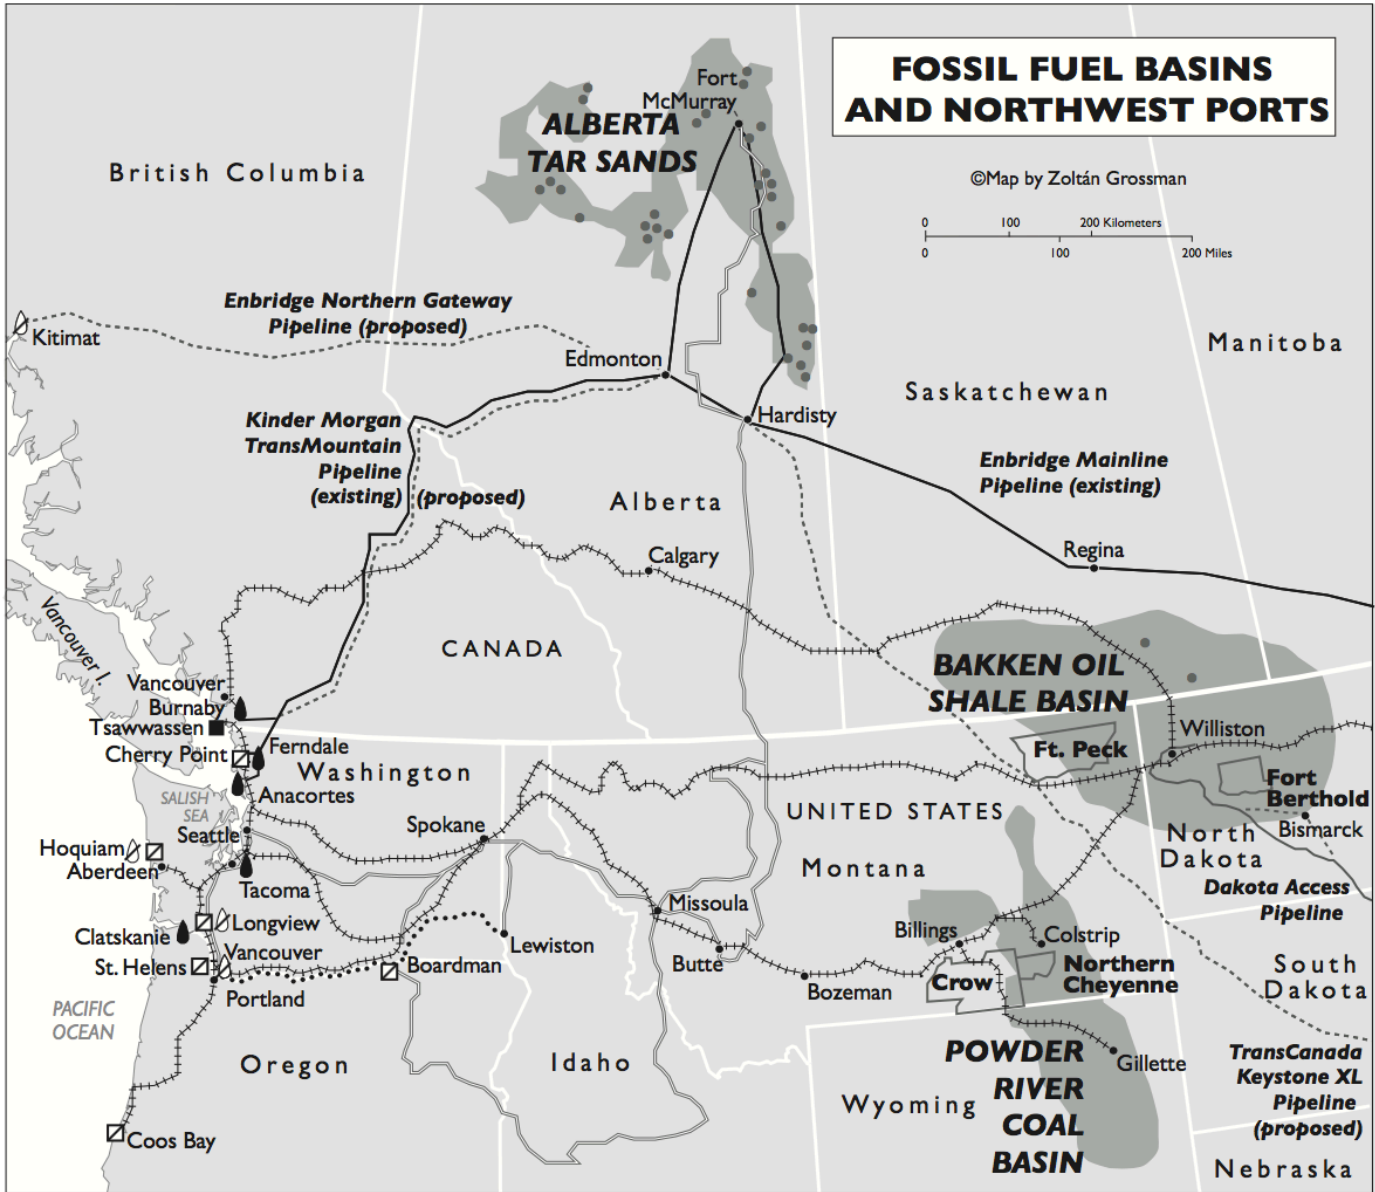 FOSSIL FUEL BASINS
AND NORTHWEST PORTS
©Map by Zoltán Grossman
0 100 200 Kilometers
0 100 200 Miles
Fort
McMurray
ALBERTA
TAR SANDS
British Columbia
Enbridge Northern Gateway
Pipeline (proposed)
Kitimat
Edmonton
Manitoba
Saskatchewan
Hardisty
Kinder Morgan
TransMountain
Pipeline
(existing) (proposed)
Enbridge Mainline
Pipeline (existing)
Alberta
Regina
Calgary
Vancouver I.
CANADA
BAKKEN OIL
SHALE BASIN
Vancouver
Burnaby
Tsawwassen
Cherry Point
Ferndale
Washington
Anacortes
Williston
Ft. Peck
Fort
Berthold
Bismarck
SALISH
SEA
Seattle
Spokane
UNITED STATES
North
Dakota
Hoquiam
Aberdeen
Tacoma
Montana
Dakota Access
Pipeline
Missoula
Longview
Clatskanie
Vancouver
Lewiston
Billings
Colstrip
St. Helens
Boardman
Butte
Northern
Cheyenne
Crow
South
Dakota
Portland
Bozeman
PACIFIC
OCEAN
Oregon
Idaho
POWDER
RIVER
COAL
BASIN
Gillette
TransCanada
Keystone XL
Pipeline
(proposed)
Wyoming
Coos Bay
Nebraska